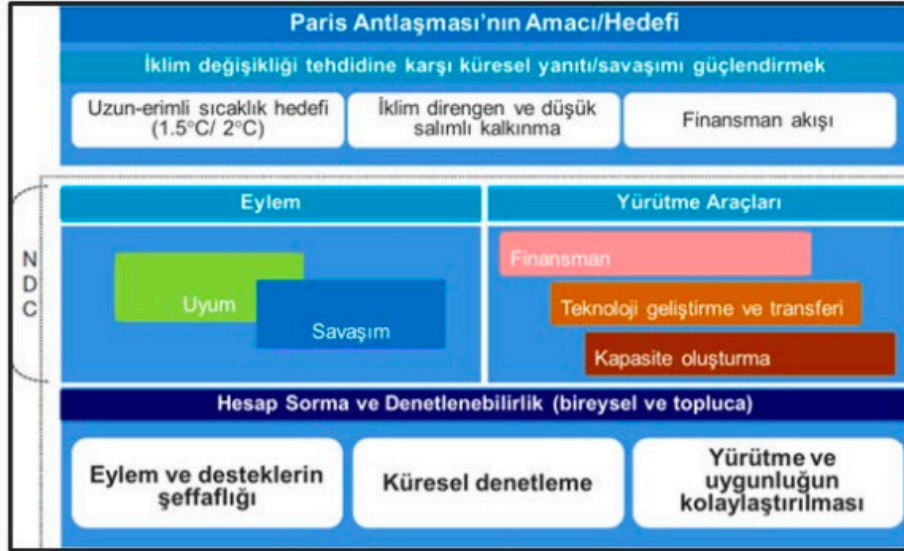 Paris Antlaşması'nın Amacı/Hedefi
İklim değişikliği tehdidine karşı küresel yanıtı/savaşımı güçlendirmek
Uzun-erimli sıcaklık hedefi
(1.5°C/ 2°C)
İklim direngen ve düşük
salımlı kalkınma
Finansman akışı
N
D
C
Eylem
Uyum
Savaşım
Yürütme Araçları
Finansman
Teknoloji geliştirme ve transferi
Kapasite oluşturma
Hesap Sorma ve Denetlenebilirlik (bireysel ve topluca)
Eylem ve desteklerin
şeffaflığı
Küresel denetleme
Yürütme ve
uygunluğun
kolaylaştırılması